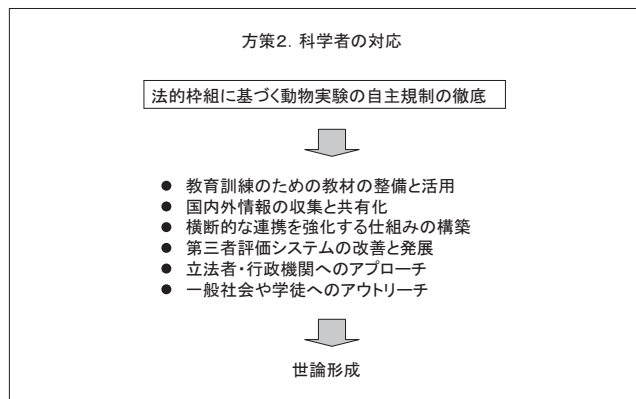 方策２．科学者の対応
法的枠組に基づく動物実験の自主規制の徹底
● 教育訓練のための教材の整備と活用
● 国内外情報の収集と共有化
● 横断的な連携を強化する仕組みの構築
● 第三者評価システムの改善と発展
● 立法者・行政機関へのアプローチ
● 一般社会や学徒へのアウトリーチ
世論形成